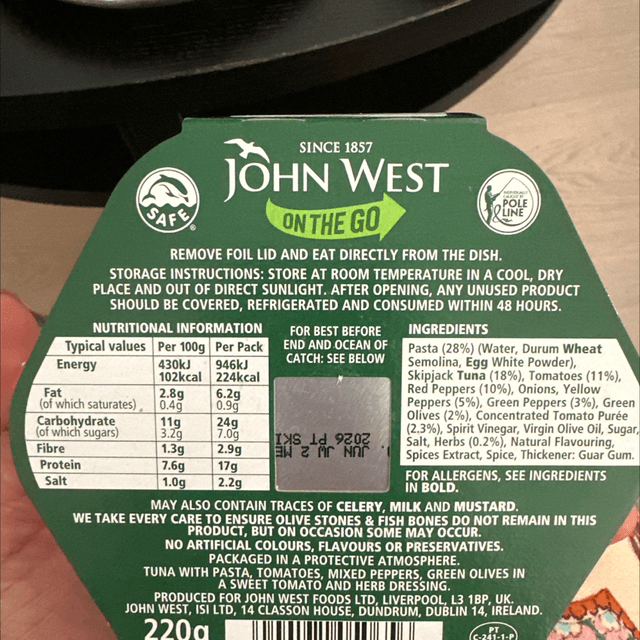 SINCE 1857
JOHN WEST
ON THE GO
SAFE
INDIVIDUALLY
CAUGHT BY
POLE
&LINE
REMOVE FOIL LID AND EAT DIRECTLY FROM THE DISH.
STORAGE INSTRUCTIONS: STORE AT ROOM TEMPERATURE IN A COOL, DRY
PLACE AND OUT OF DIRECT SUNLIGHT. AFTER OPENING, ANY UNUSED PRODUCT
SHOULD BE COVERED, REFRIGERATED AND CONSUMED WITHIN 48 HOURS.
NUTRITIONAL INFORMATION
Typical values Per 100g Per Pack
Energy 430kJ 946kJ
102kcal 224kcal
Fat 2.8g 6.2g
(of which saturates) 0.4g 0.9g
Carbohydrate 11g 24g
(of which sugars) 3.2g 7.0g
Fibre 1.3g 2.9g
Protein 7.6g 17g
Salt 1.0g 2.2g
FOR BEST BEFORE
END AND OCEAN OF
CATCH: SEE BELOW
JUN JW 2 ME
2026 PT SKJ
INGREDIENTS
Pasta (28%) (Water, Durum Wheat
Semolina, Egg White Powder),
Skipjack Tuna (18%), Tomatoes (11%),
Red Peppers (10%), Onions, Yellow
Peppers (5%), Green Peppers (3%), Green
Olives (2%), Concentrated Tomato Purée
(2.3%), Spirit Vinegar, Virgin Olive Oil, Sugar,
Salt, Herbs (0.2%), Natural Flavouring,
Spices Extract, Spice, Thickener: Guar Gum.
FOR ALLERGENS, SEE INGREDIENTS
IN BOLD.
MAY ALSO CONTAIN TRACES OF CELERY, MILK AND MUSTARD.
WE TAKE EVERY CARE TO ENSURE OLIVE STONES & FISH BONES DO NOT REMAIN IN THIS
PRODUCT, BUT ON OCCASION SOME MAY OCCUR.
NO ARTIFICIAL COLOURS, FLAVOURS OR PRESERVATIVES.
PACKAGED IN A PROTECTIVE ATMOSPHERE.
TUNA WITH PASTA, TOMATOES, MIXED PEPPERS, GREEN OLIVES IN
A SWEET TOMATO AND HERB DRESSING.
PRODUCED FOR JOHN WEST FOODS LTD, LIVERPOOL, L3 1BP, UK.
JOHN WEST, ISI LTD, 14 CLASSON HOUSE, DUNDRUM, DUBLIN 14, IRELAND.
220g
PT
C-241-1-P